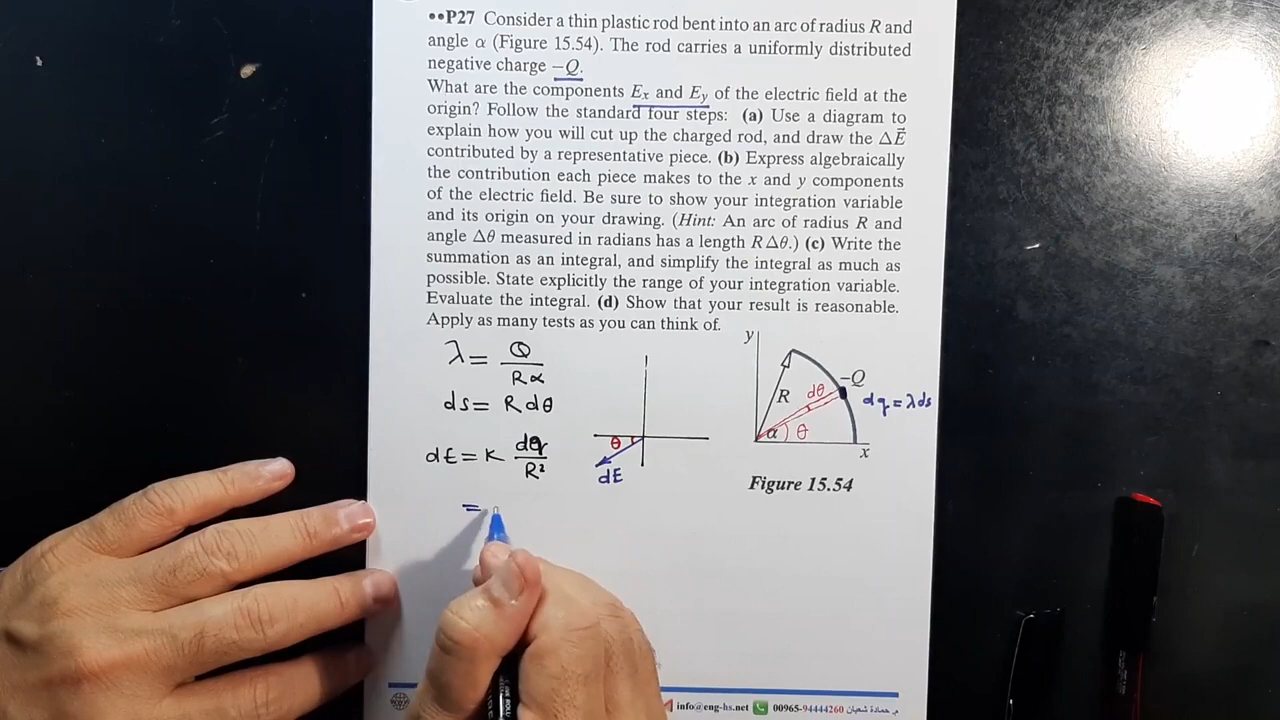 ••P27 Consider a thin plastic rod bent into an arc of radius R and
angle α (Figure 15.54). The rod carries a uniformly distributed
negative charge −Q.
What are the components Ex and Ey of the electric field at the
origin? Follow the standard four steps: (a) Use a diagram to
explain how you will cut up the charged rod, and draw the ΔE⃗
contributed by a representative piece. (b) Express algebraically
the contribution each piece makes to the x and y components
of the electric field. Be sure to show your integration variable
and its origin on your drawing. (Hint: An arc of radius R and
angle Δθ measured in radians has a length RΔθ.) (c) Write the
summation as an integral, and simplify the integral as much as
possible. State explicitly the range of your integration variable.
Evaluate the integral. (d) Show that your result is reasonable.
Apply as many tests as you can think of.
λ = Q / Rα
ds = R dθ
dE = K dq / R²
=
θ
dE
y
R
dθ
−Q
dq = λ ds
α
θ
x
Figure 15.54
info@eng-hs.net 00965-94444260 م. حمادة شعبان